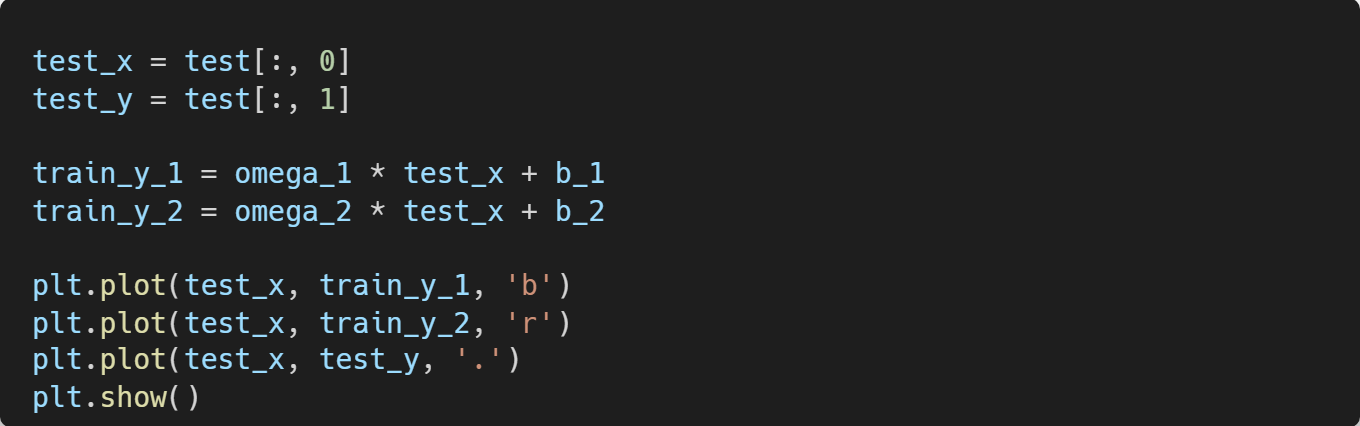 test_x = test[:, 0]
test_y = test[:, 1]
train_y_1 = omega_1 * test_x + b_1
train_y_2 = omega_2 * test_x + b_2
plt.plot(test_x, train_y_1, 'b')
plt.plot(test_x, train_y_2, 'r')
plt.plot(test_x, test_y, '.')
plt.show()